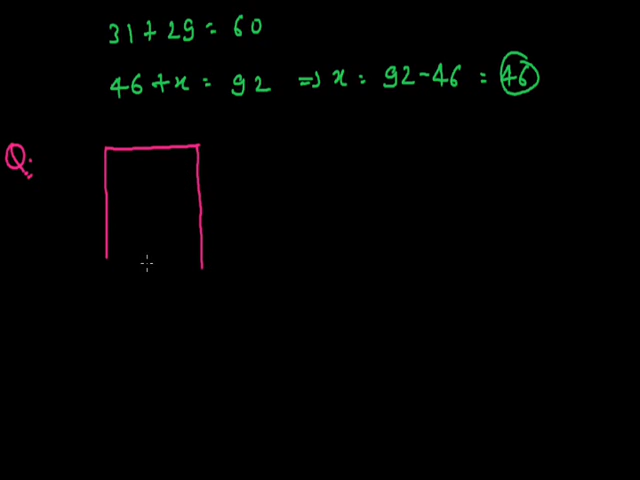 31 + 29 = 60
46 + x = 92 ⇒ x = 92 - 46 = 46
Q.